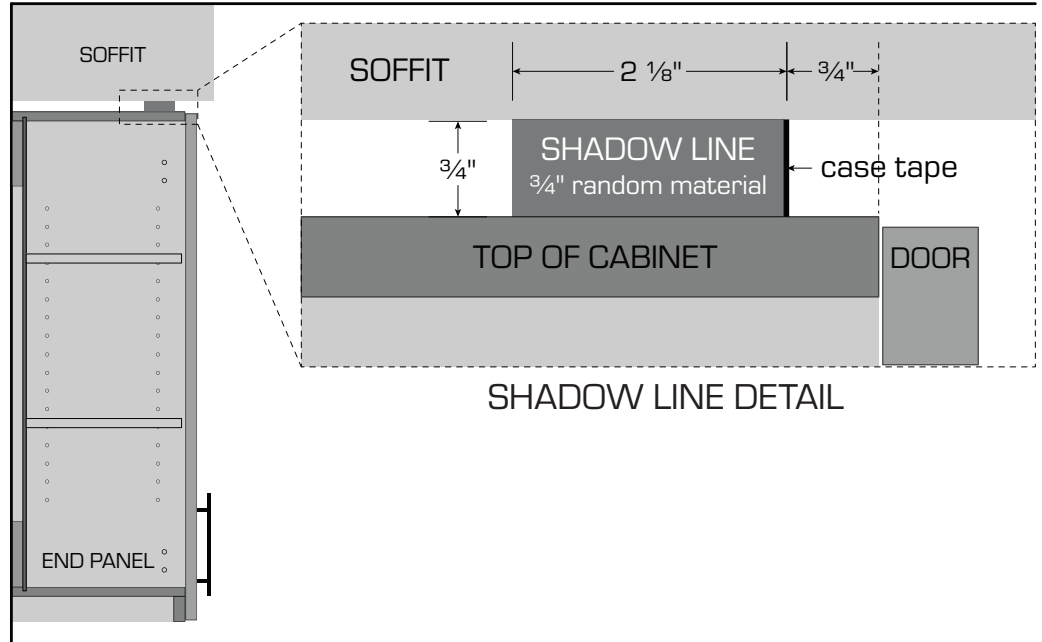 SOFFIT
SOFFIT
2 ⅛"
¾"
¾"
SHADOW LINE
¾" random material
case tape
TOP OF CABINET
DOOR
SHADOW LINE DETAIL
END PANEL